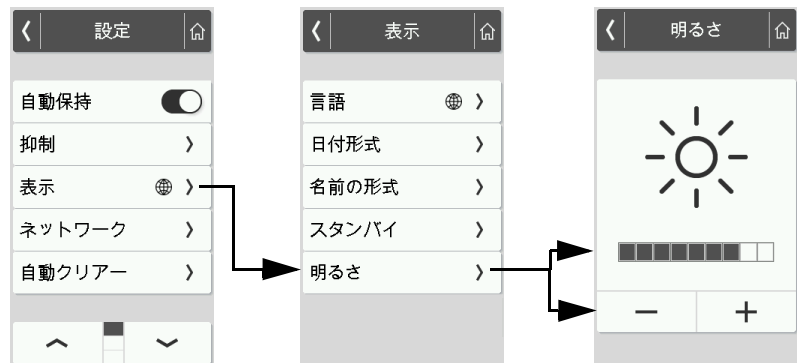 設定
自動保持
抑制
表示
ネットワーク
自動クリアー
表示
言語
日付形式
名前の形式
スタンバイ
明るさ
明るさ
− +